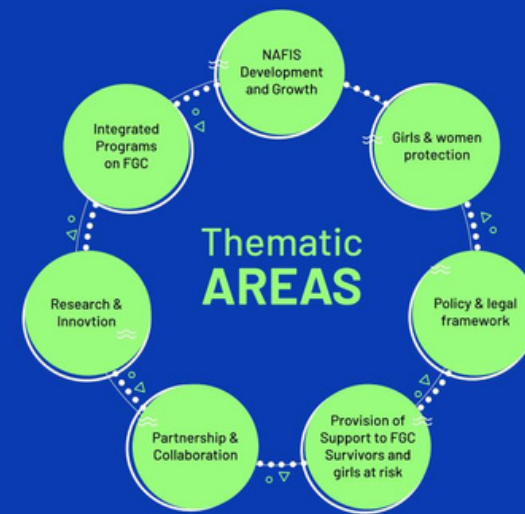 NAFIS
Development
and Growth
Integrated
Programs
on FGC
Girls & women
protection
Thematic
AREAS
Research &
Innovtion
Policy & legal
framework
Partnership &
Collaboration
Provision of
Support to FGC
Survivors and
girls at risk